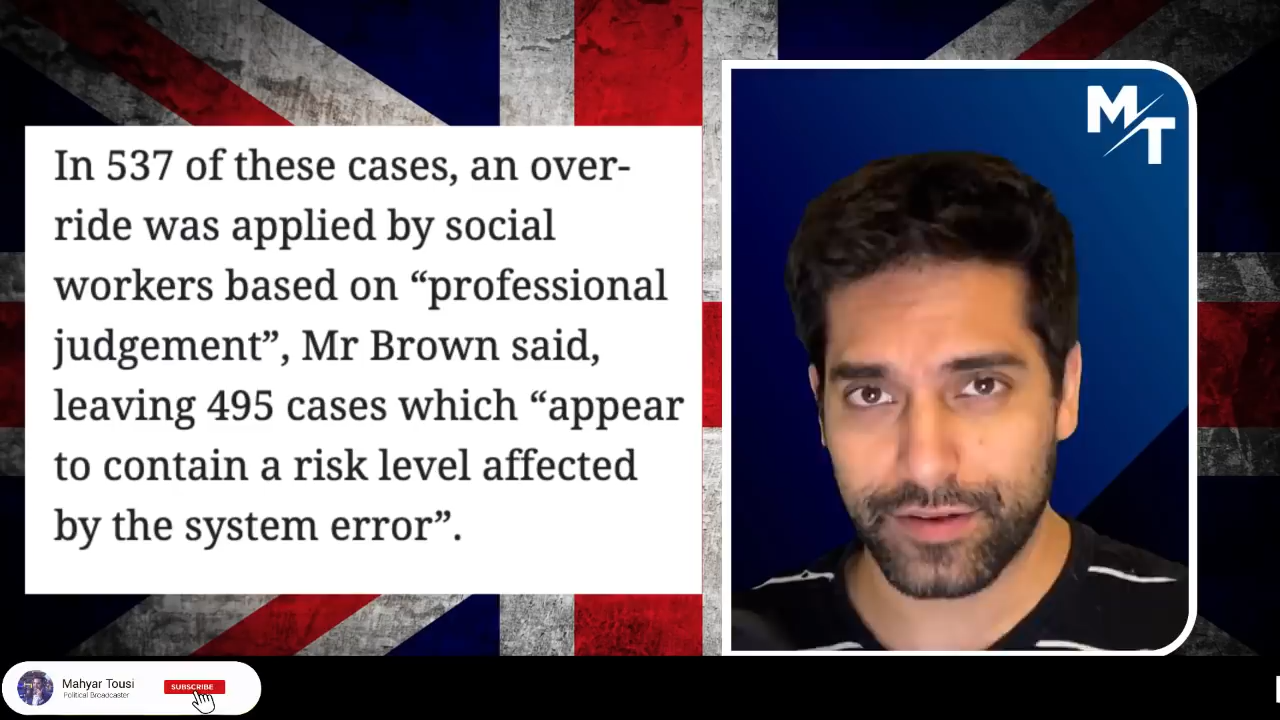 In 537 of these cases, an over-
ride was applied by social
workers based on “professional
judgement”, Mr Brown said,
leaving 495 cases which “appear
to contain a risk level affected
by the system error”.
M/T
Mahyar Tousi
Political Broadcaster
SUBSCRIBE